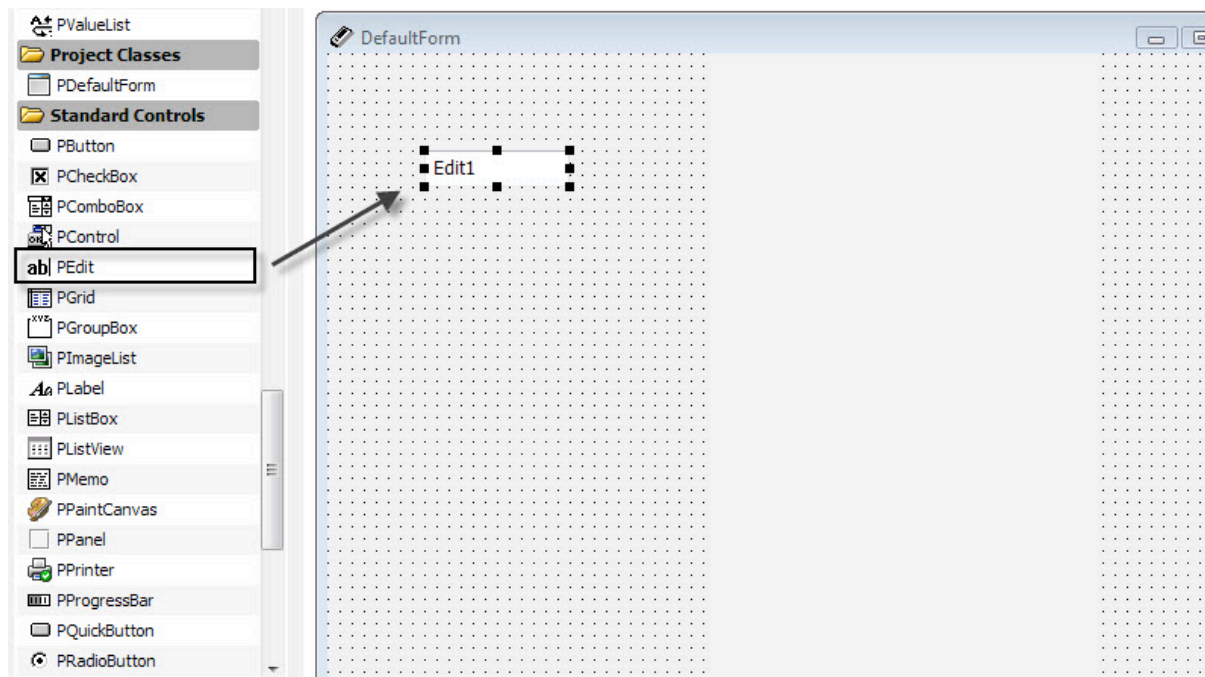 PValueList
Project Classes
PDefaultForm
Standard Controls
PButton
PCheckBox
PComboBox
PControl
PEdit
PGrid
PGroupBox
PImageList
PLabel
PListBox
PListView
PMemo
PPaintCanvas
PPanel
PPrinter
PProgressBar
PQuickButton
PRadioButton
DefaultForm
Edit1